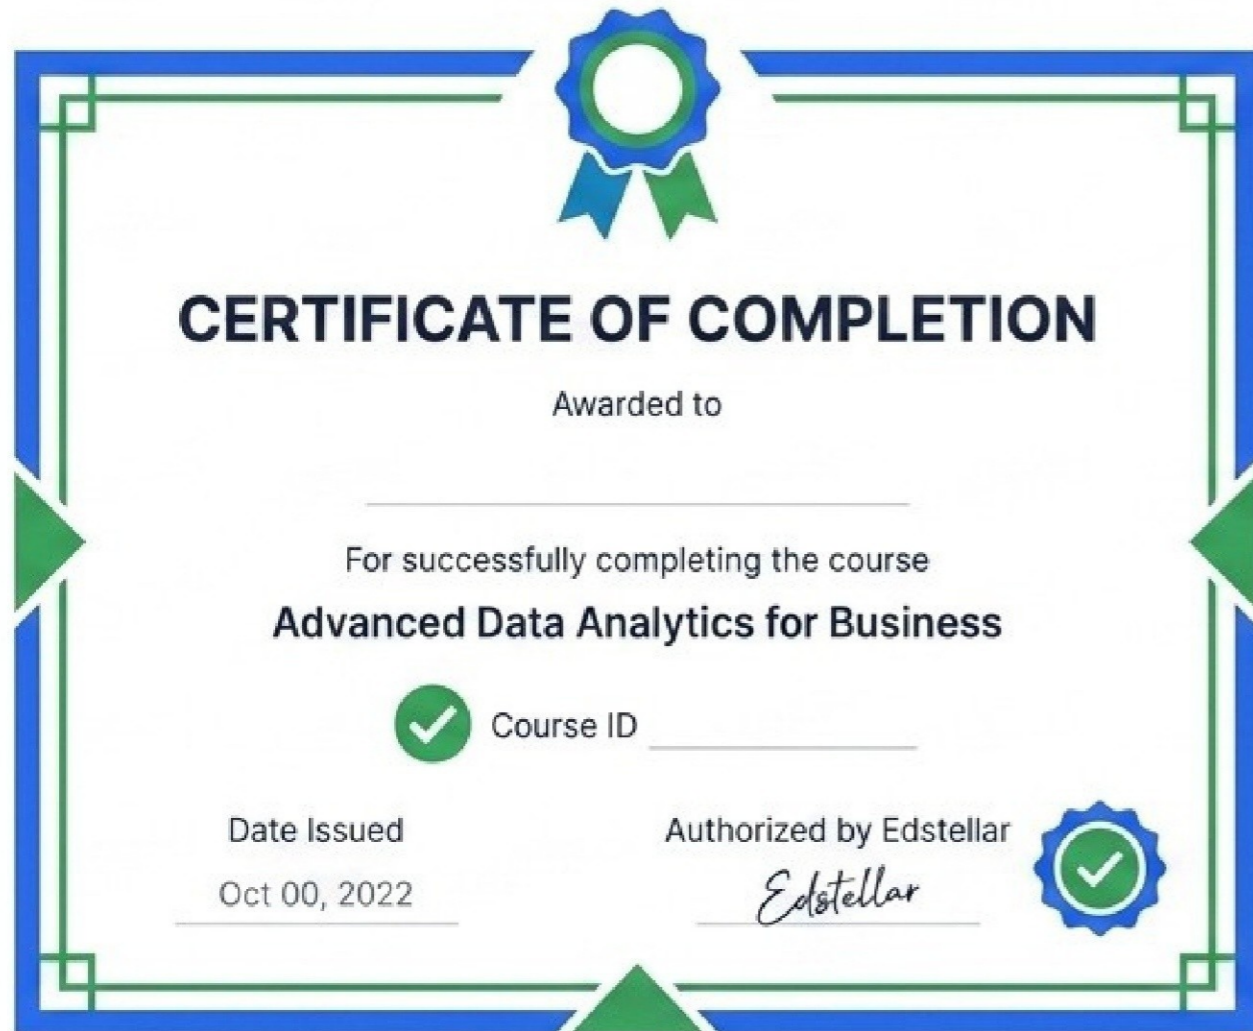 CERTIFICATE OF COMPLETION
Awarded to
For successfully completing the course
Advanced Data Analytics for Business
Course ID
Date Issued
Authorized by Edstellar
Oct 00, 2022
Edstellar